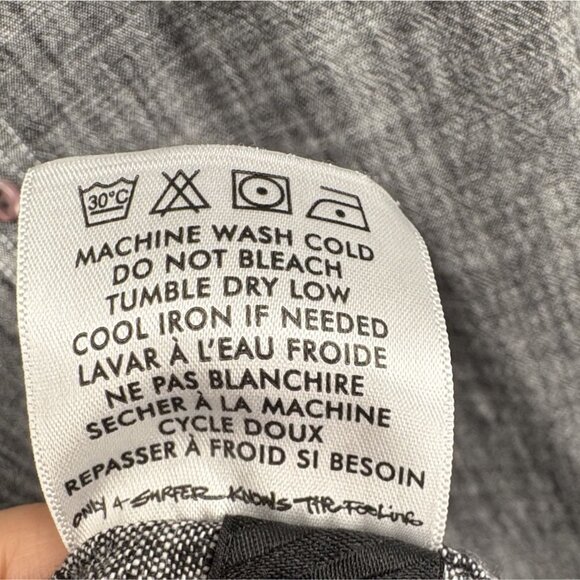 30°C
MACHINE WASH COLD
DO NOT BLEACH
TUMBLE DRY LOW
COOL IRON IF NEEDED
LAVAR À L'EAU FROIDE
NE PAS BLANCHIRE
SECHER À LA MACHINE
CYCLE DOUX
REPASSER À FROID SI BESOIN
ONLY A SURFER KNOWS THE FEELING